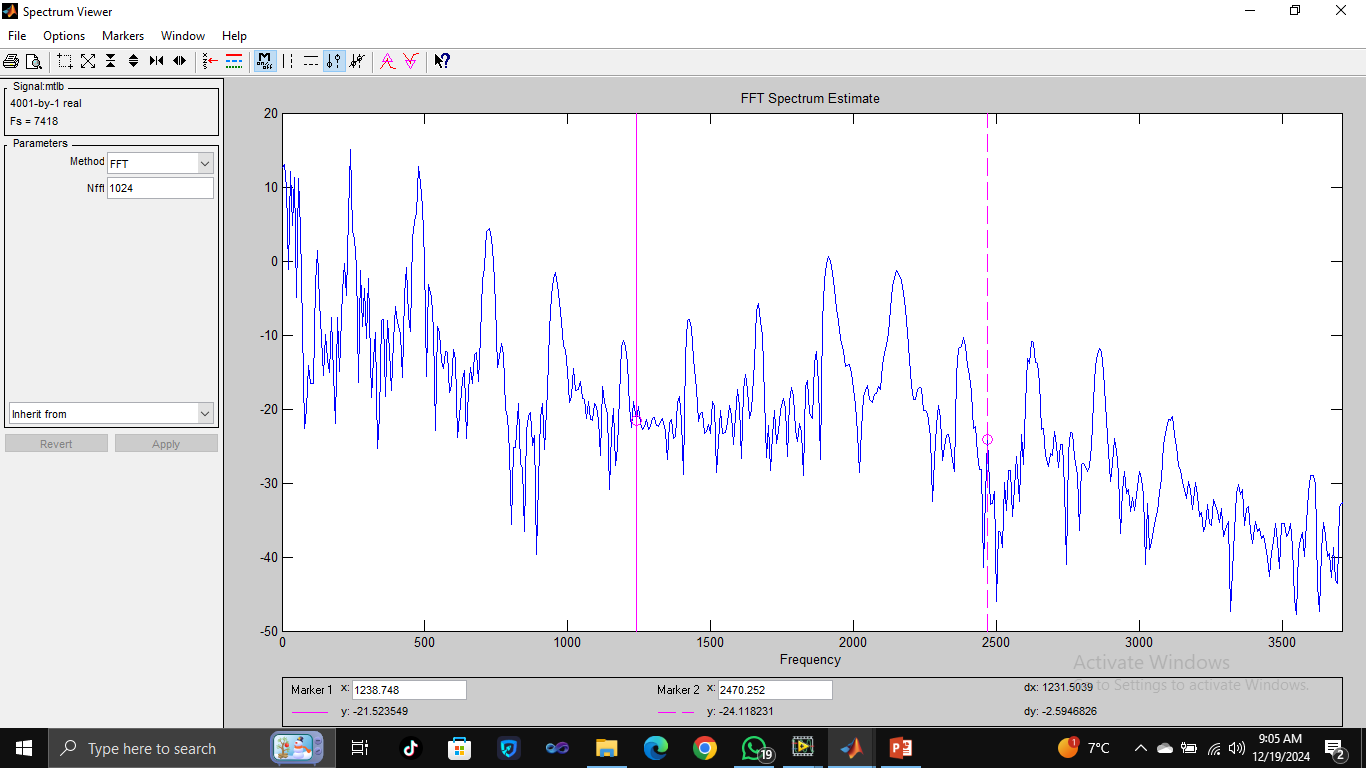 Spectrum Viewer
File Options Markers Window Help
Signal:mtlb
4001-by-1 real
Fs = 7418
Parameters
Method FFT
Nfft 1024
Inherit from
Revert Apply
FFT Spectrum Estimate
20
10
0
-10
-20
-30
-40
-50
0 500 1000 1500 2000 2500 3000 3500
Frequency
Marker 1 x: 1238.748 Marker 2 x: 2470.252 dx: 1231.5039
y: -21.523549 y: -24.118231 dy: -2.5946826
Activate Windows
to Settings to activate Windows.
Type here to search
19
1
7°C
9:05 AM
12/19/2024
2